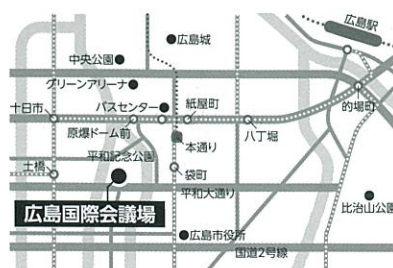 広島駅
広島城
中央公園
グリーンアリーナ
バスセンター
紙屋町
十日市
的場町
原爆ドーム前
本通り
八丁堀
平和記念公園
土橋
袋町
平和大通り
広島国際会議場
比治山公園
広島市役所
国道2号線